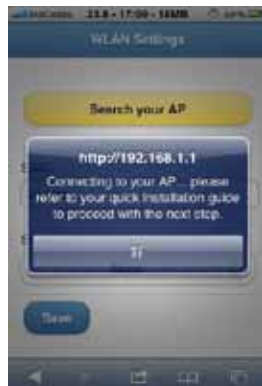 WLAN Settings
Search your AP
http://192.168.1.1
Connecting to your AP... please
refer to your quick installation guide
to proceed with the next step.
Save